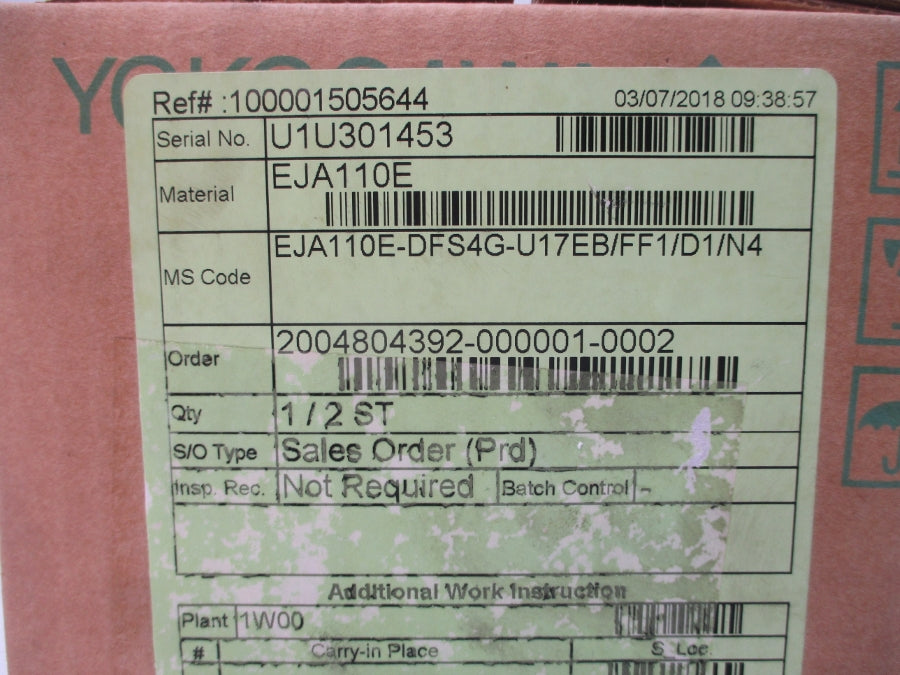 Ref# :100001505644 03/07/2018 09:38:57
Serial No. U1U301453
Material EJA110E
MS Code EJA110E-DFS4G-U17EB/FF1/D1/N4
Order 2004804392-000001-0002
Qty 1 / 2 ST
S/O Type Sales Order (Prd)
Insp. Rec. Not Required Batch Control -
Additional Work Instruction
Plant 1W00
# Carry-in Place S_Loc.